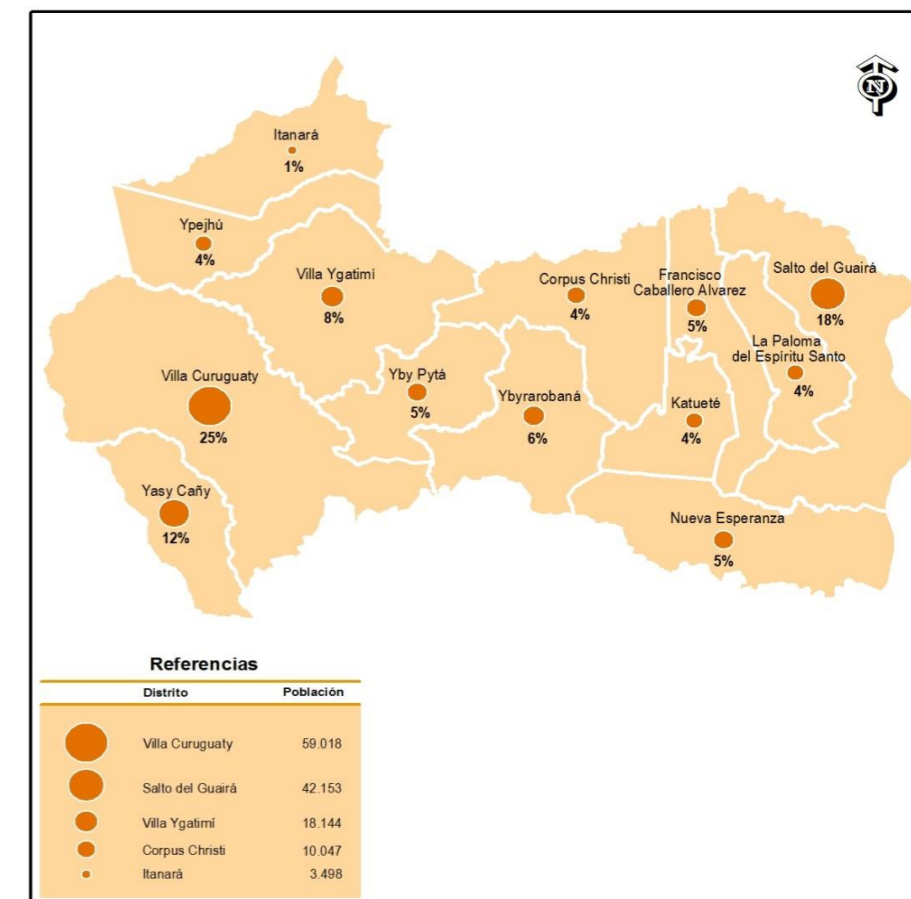 N
Itanará
1%
Ypejhú
4%
Villa Ygatimí
8%
Corpus Christi
4%
Francisco
Caballero Alvarez
5%
Salto del Guairá
18%
La Paloma
del Espíritu Santo
4%
Villa Curuguaty
25%
Yby Pytá
5%
Ybyrarobaná
6%
Katueté
4%
Yasy Cañy
12%
Nueva Esperanza
5%
Referencias
Distrito Población
Villa Curuguaty 59.018
Salto del Guairá 42.153
Villa Ygatimí 18.144
Corpus Christi 10.047
Itanará 3.498